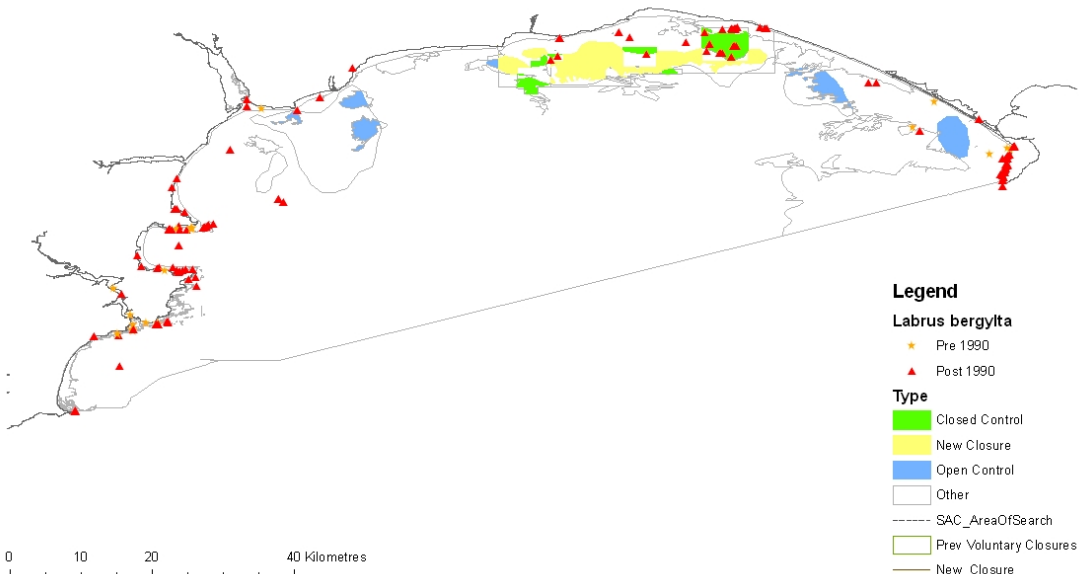 Legend
Labrus bergylta
Pre 1990
Post 1990
Type
Closed Control
New Closure
Open Control
Other
SAC_AreaOfSearch
Prev Voluntary Closures
New_Closure
0 10 20 40 Kilometres